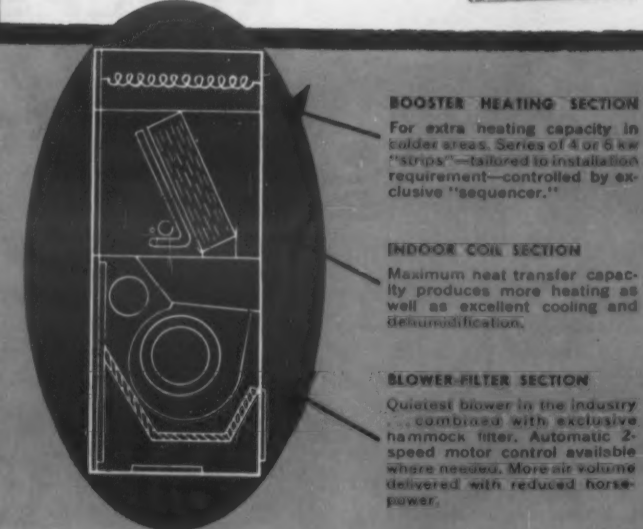 BOOSTER HEATING SECTION
For extra heating capacity in
colder areas. Series of 4 or 6 kw
"strips"—tailored to installation
requirement—controlled by ex-
clusive "sequencer."
INDOOR COIL SECTION
Maximum heat transfer capac-
ity produces more heating as
well as excellent cooling and
dehumidification.
BLOWER-FILTER SECTION
Quietest blower in the industry
... combined with exclusive
hammock filter. Automatic 2-
speed motor control available
where needed. More air volume
delivered with reduced horse-
power.